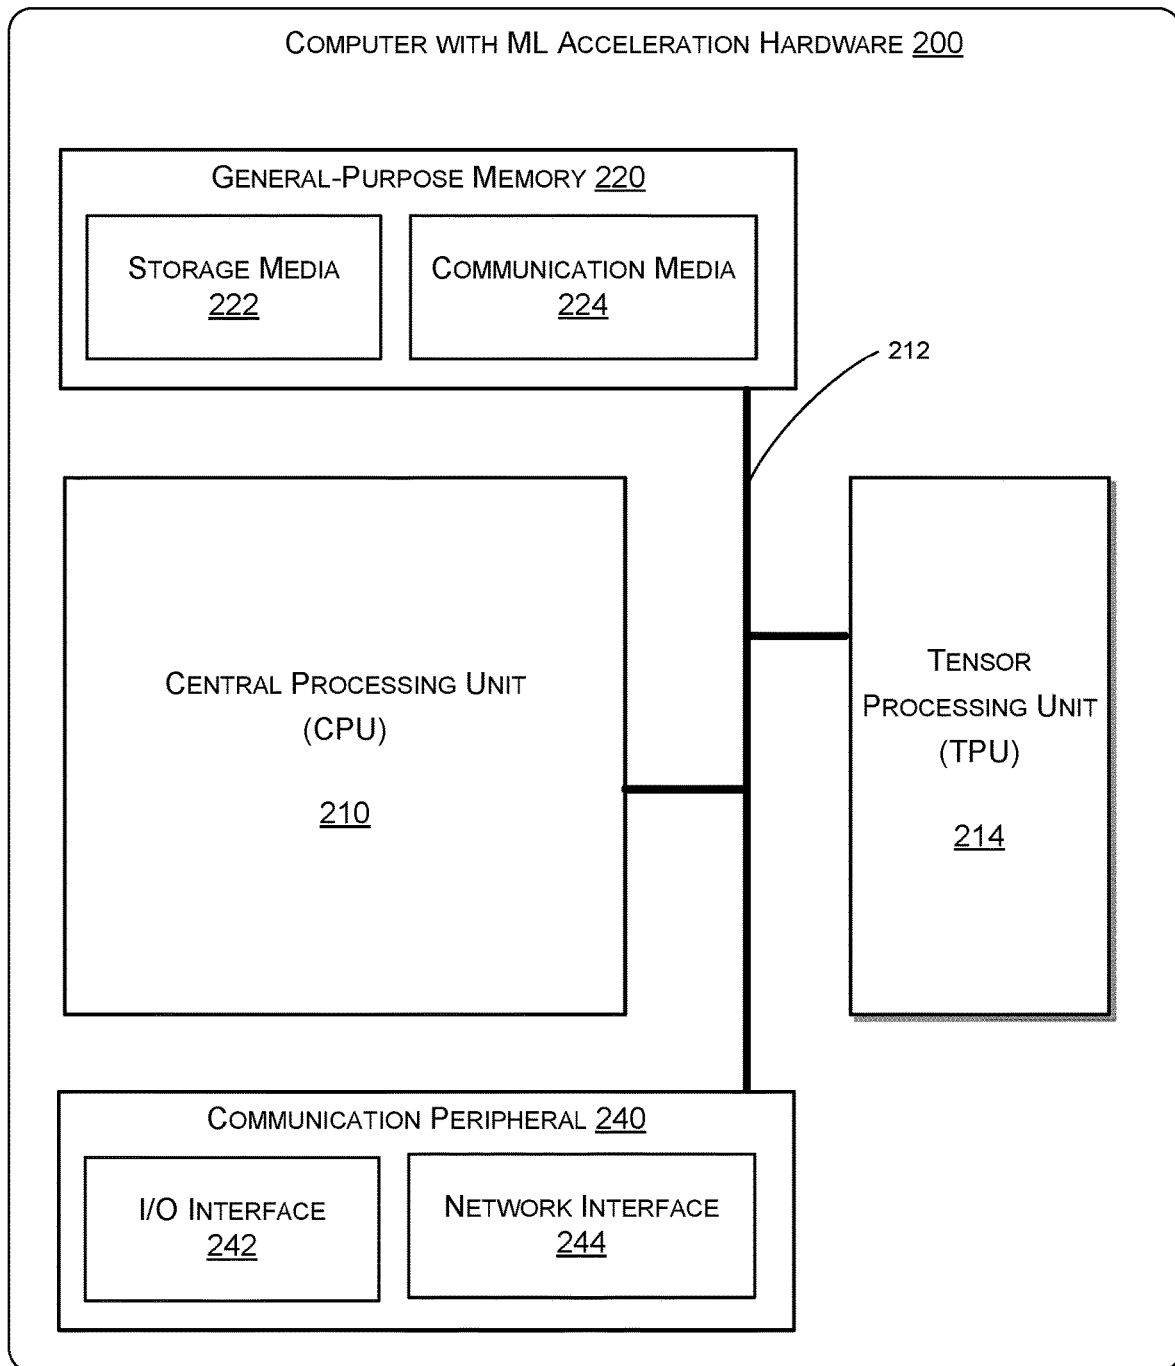 COMPUTER WITH ML ACCELERATION HARDWARE 200
GENERAL-PURPOSE MEMORY 220
STORAGE MEDIA
222
COMMUNICATION MEDIA
224
212
CENTRAL PROCESSING UNIT
(CPU)
210
TENSOR
PROCESSING UNIT
(TPU)
214
COMMUNICATION PERIPHERAL 240
I/O INTERFACE
242
NETWORK INTERFACE
244